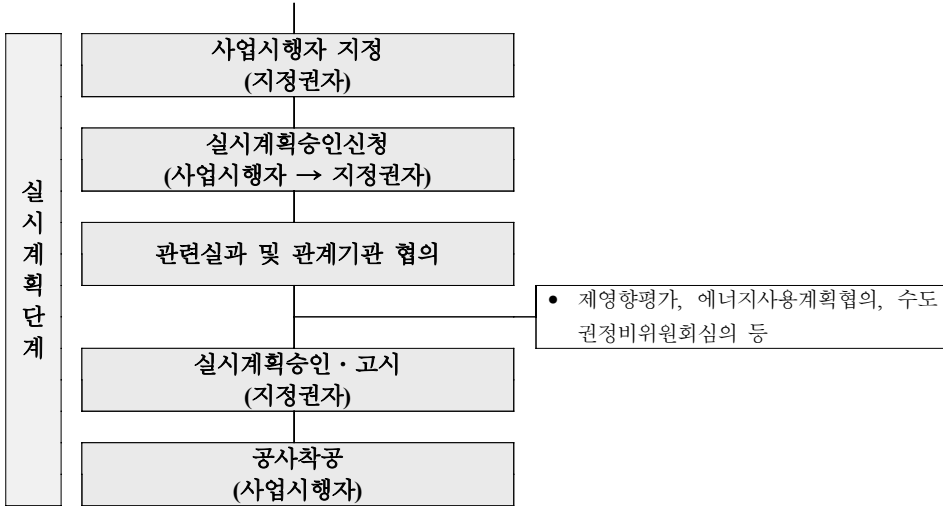 실시계획단계
사업시행자 지정
(지정권자)
실시계획승인신청
(사업시행자 → 지정권자)
관련실과 및 관계기관 협의
• 제영향평가, 에너지사용계획협의, 수도
권정비위원회심의 등
실시계획승인 · 고시
(지정권자)
공사착공
(사업시행자)